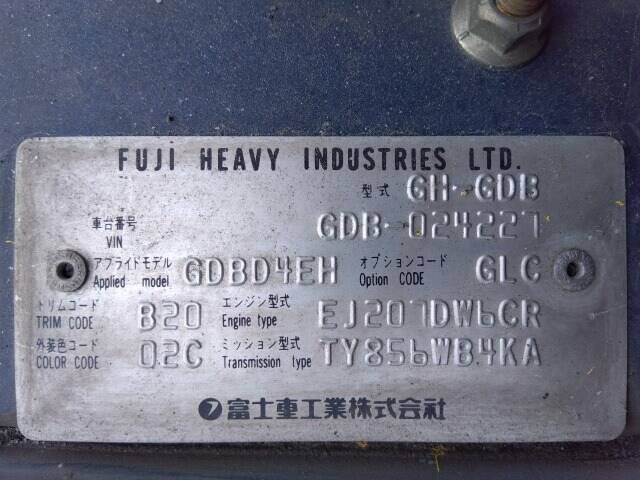 FUJI HEAVY INDUSTRIES LTD.
型式 GH-GDB
車台番号 VIN GDB-024227
アプライドモデル Applied model GDBD4EH オプションコード Option CODE GLC
トリムコード TRIM CODE B20 エンジン型式 Engine type EJ207DW6CR
外装色コード COLOR CODE 02C ミッション型式 Transmission type TY856WB4KA
フ富士重工業株式会社